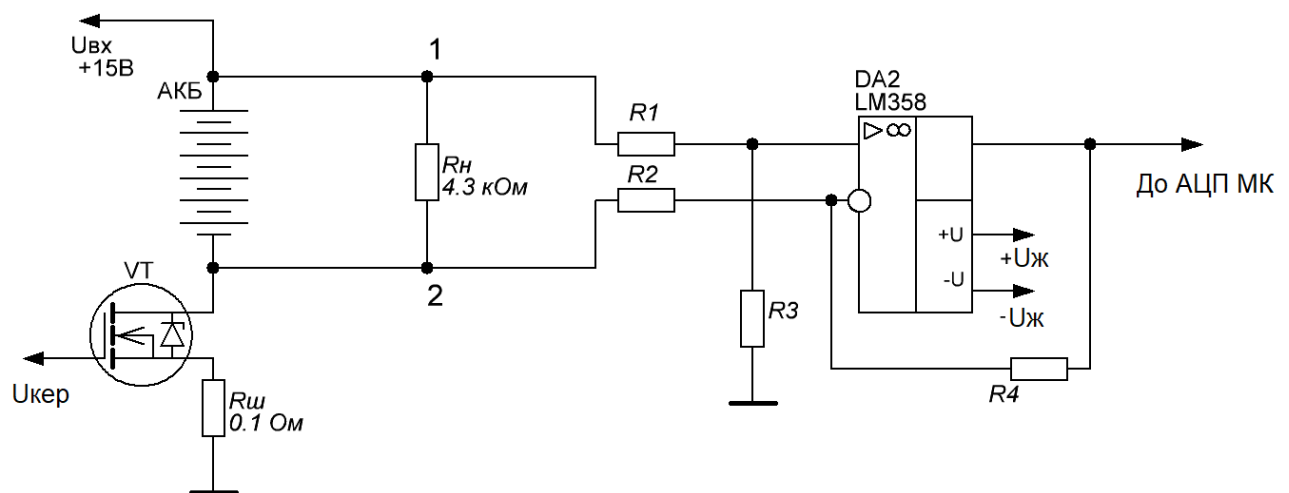 Uвх
+15В
АКБ
1
Rн
4.3 кОм
2
VT
Uкер
Rш
0.1 Ом
R1
R2
R3
DA2
LM358
▷∞
+U
-U
+Uж
-Uж
R4
До АЦП МК